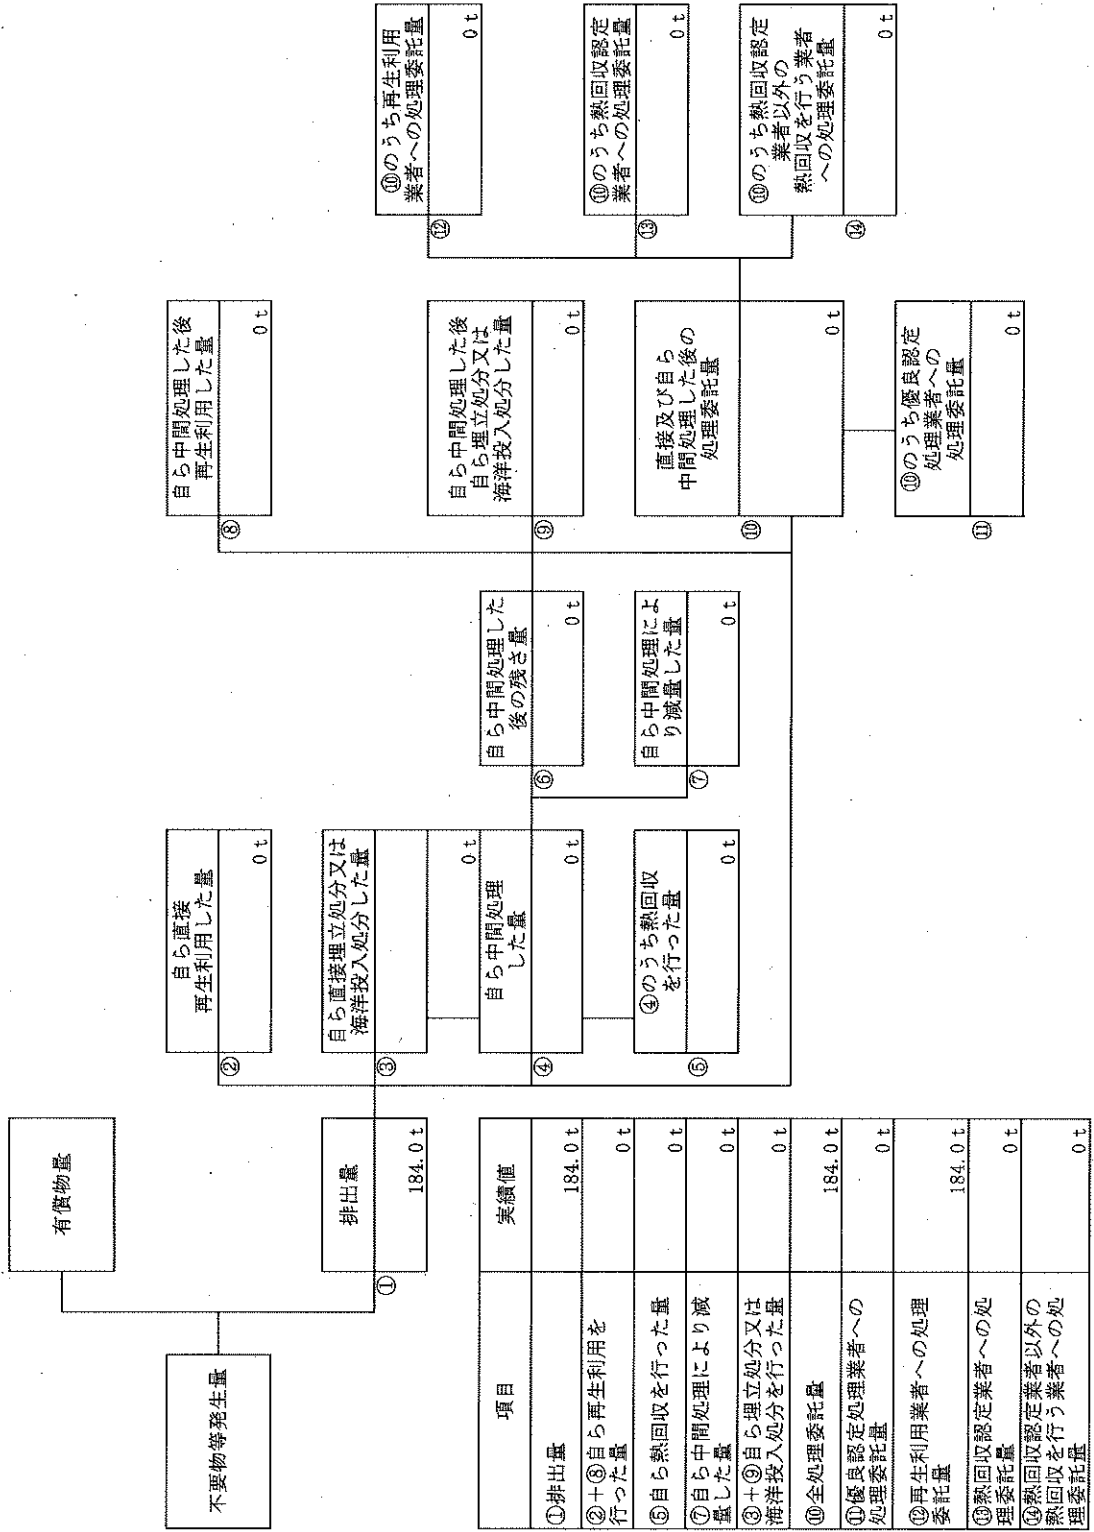 不要物等発生量
有償物量
排出量
①
184.0 t
自ら直接
再生利用した量
②
0 t
自ら直接埋立処分又は
海洋投入処分した量
③
0 t
自ら中間処理
した量
④
0 t
④のうち熱回収
を行った量
⑤
0 t
自ら中間処理した
後の残さ量
⑥
0 t
自ら中間処理によ
り減量した量
⑦
0 t
自ら中間処理した後
再生利用した量
⑧
0 t
自ら中間処理した後
自ら埋立処分又は
海洋投入処分した量
⑨
0 t
直接及び自ら
中間処理した後の
処理委託量
⑩
0 t
⑩のうち優良認定
処理業者への
処理委託量
⑪
0 t
⑩のうち再生利用
業者への処理委託量
⑫
0 t
⑩のうち熱回収認定
業者への処理委託量
⑬
0 t
⑩のうち熱回収認定
業者以外の
熱回収を行う業者
への処理委託量
⑭
0 t
項目 実績値
①排出量 184.0 t
②+⑧自ら再生利用を
行った量 0 t
⑤自ら熱回収を行った量 0 t
⑦自ら中間処理により減
量した量 0 t
③+⑨自ら埋立処分又は
海洋投入処分を行った量 0 t
⑩全処理委託量 184.0 t
⑪優良認定処理業者への
処理委託量 0 t
⑫再生利用業者への処理
委託量 184.0 t
⑬熱回収認定業者への処
理委託量 0 t
⑭熱回収認定業者以外の
熱回収を行う業者への処
理委託量 0 t